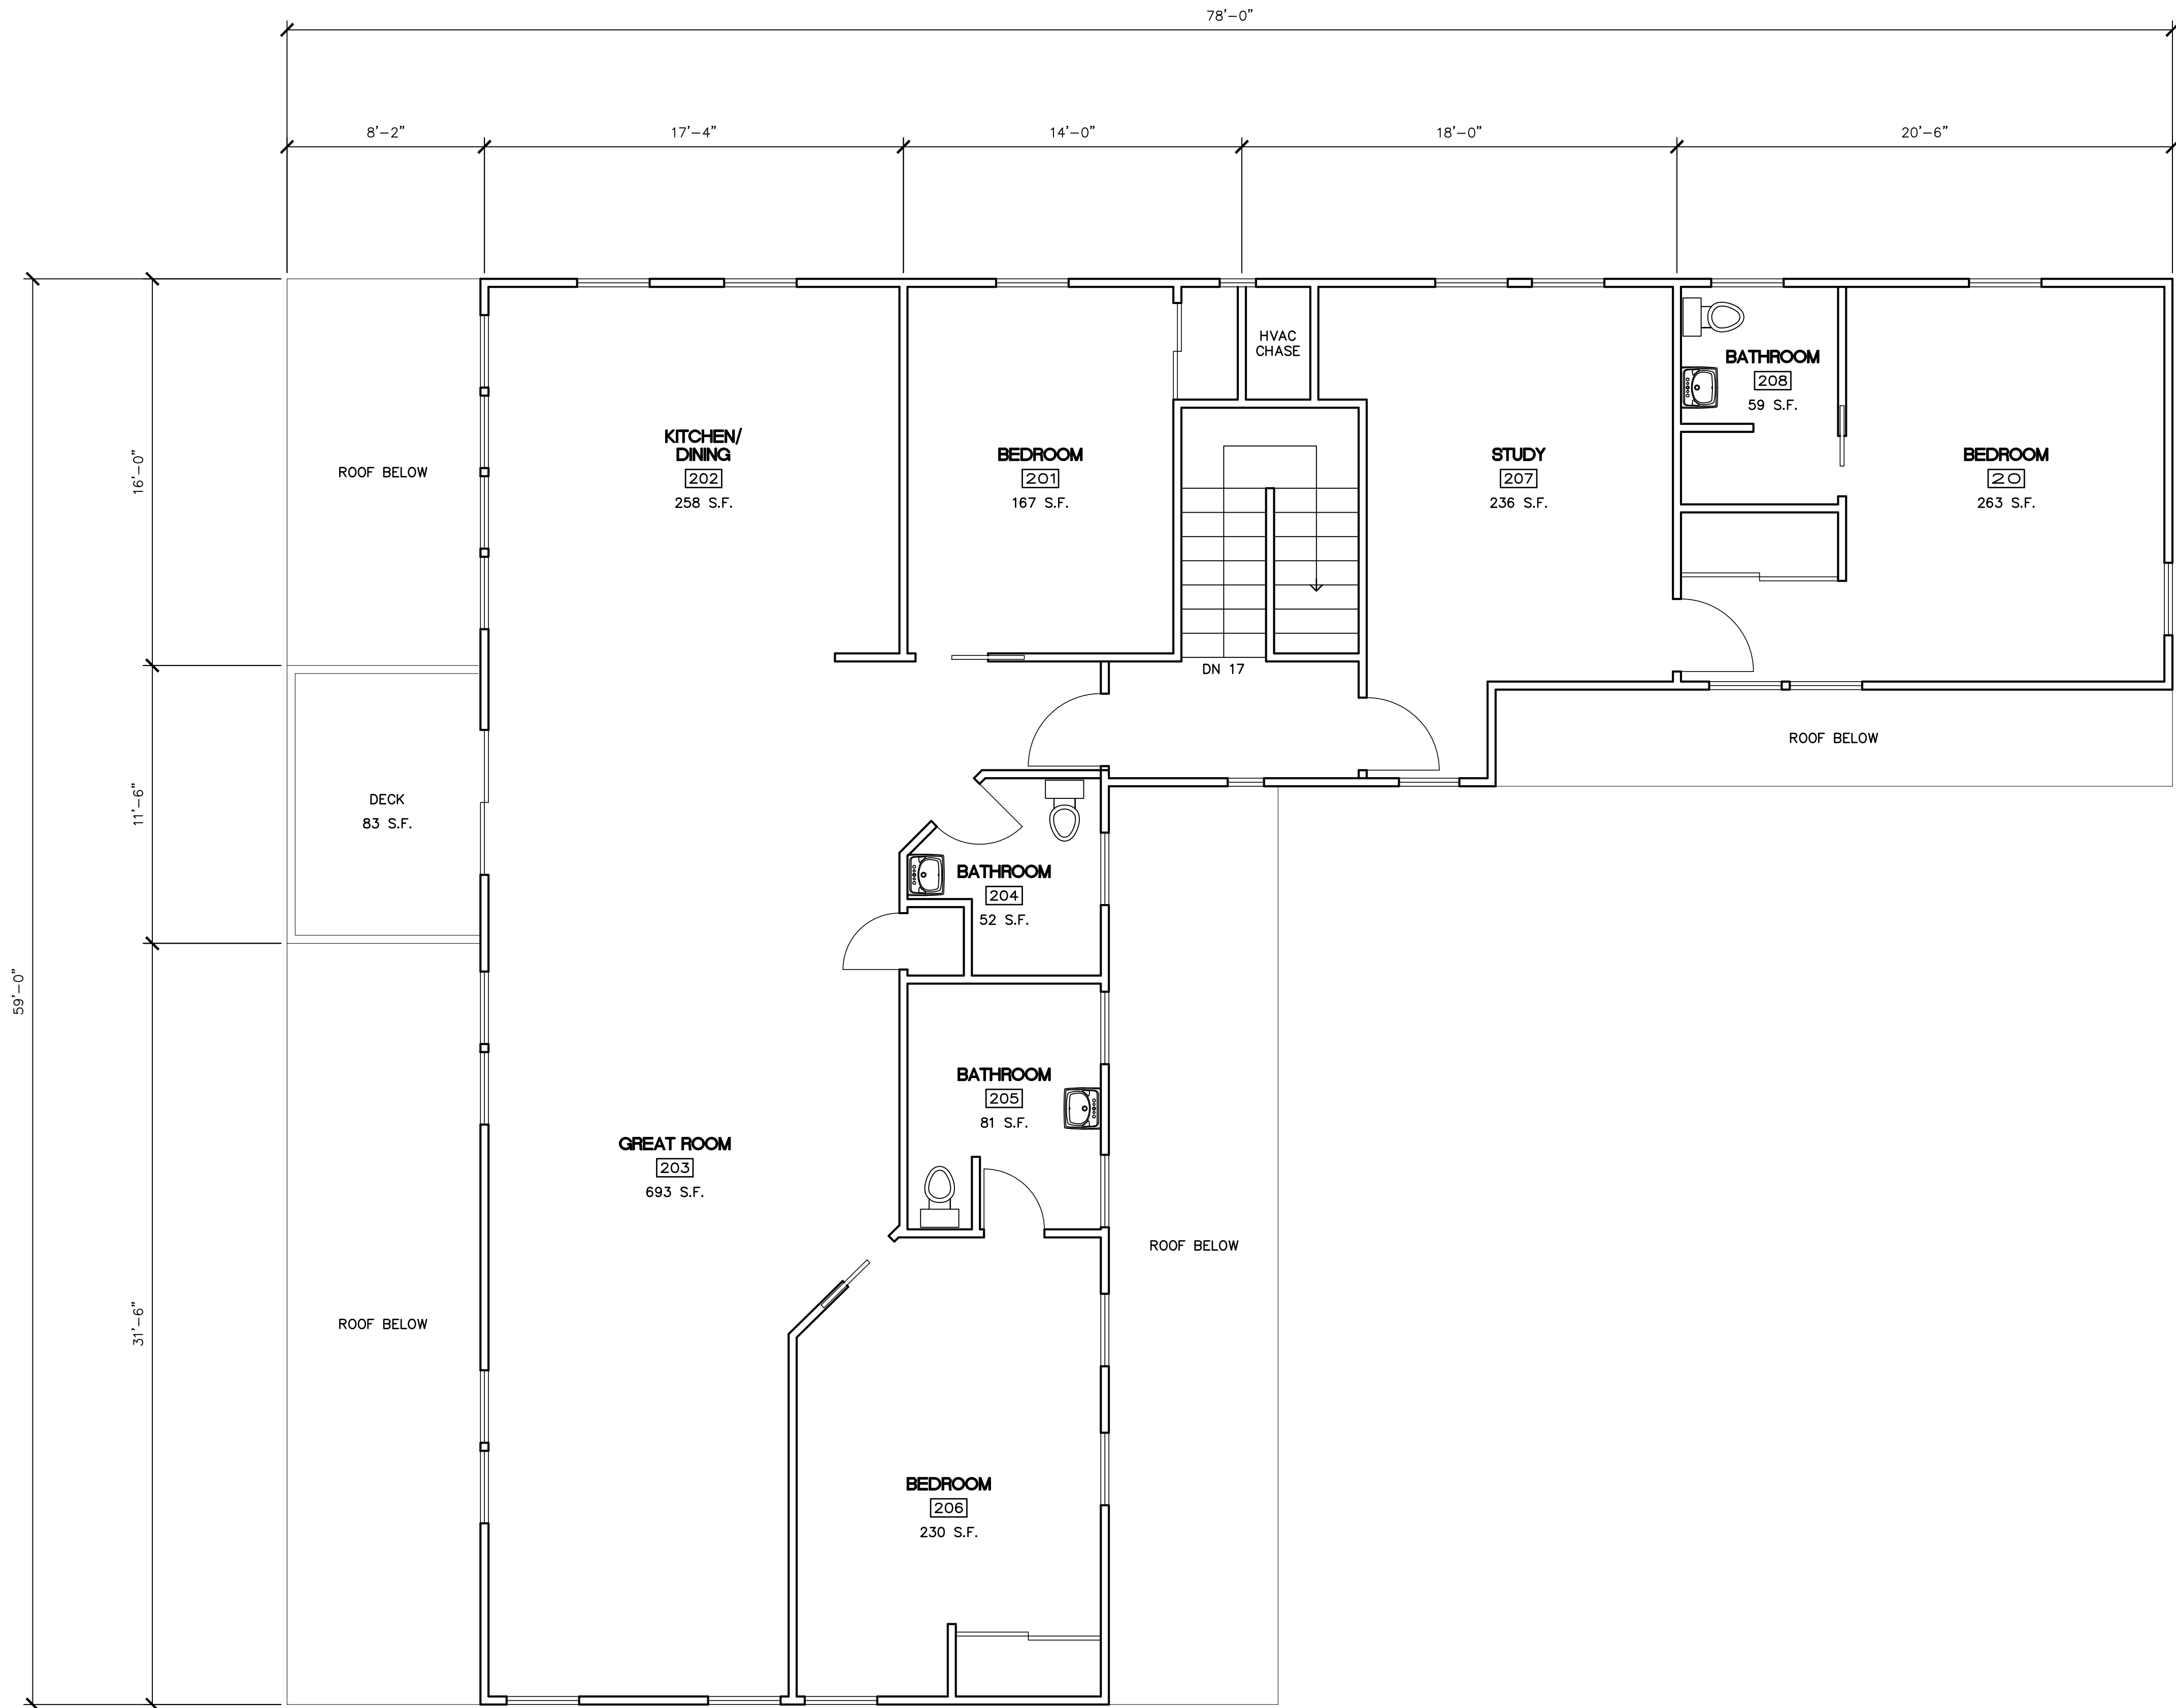 78'-0"
8'-2"
17'-4"
14'-0"
18'-0"
20'-6"
59'-0"
16'-0"
11'-6"
31'-6"
ROOF BELOW
KITCHEN/
DINING
202
258 S.F.
BEDROOM
201
167 S.F.
HVAC
CHASE
DN 17
STUDY
207
236 S.F.
BATHROOM
208
59 S.F.
BEDROOM
20
263 S.F.
ROOF BELOW
DECK
83 S.F.
BATHROOM
204
52 S.F.
BATHROOM
205
81 S.F.
GREAT ROOM
203
693 S.F.
ROOF BELOW
ROOF BELOW
BEDROOM
206
230 S.F.